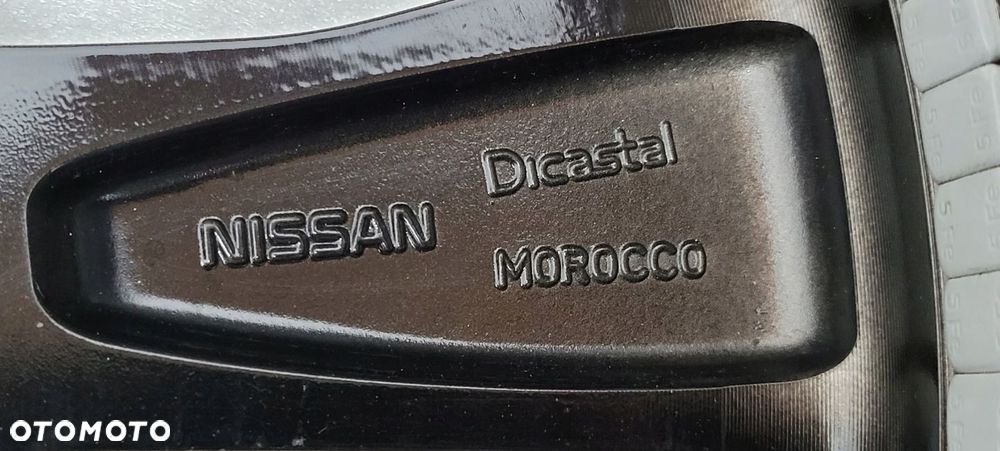 Dicastal
NISSAN
MOROCCO
OTOMOTO